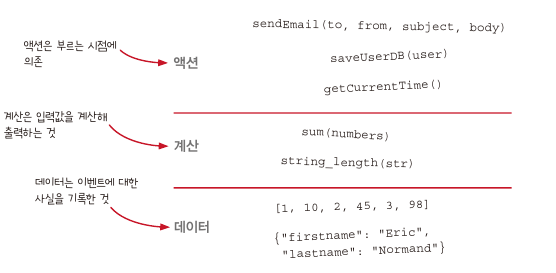 sendEmail(to, from, subject, body)
액션은 부르는 시점에
의존
액션
saveUserDB(user)
getCurrentTime()
계산은 입력값을 계산해
출력하는 것
계산
sum(numbers)
string_length(str)
데이터는 이벤트에 대한
사실을 기록한 것
데이터
[1, 10, 2, 45, 3, 98]
{"firstname": "Eric",
"lastname": "Normand"}